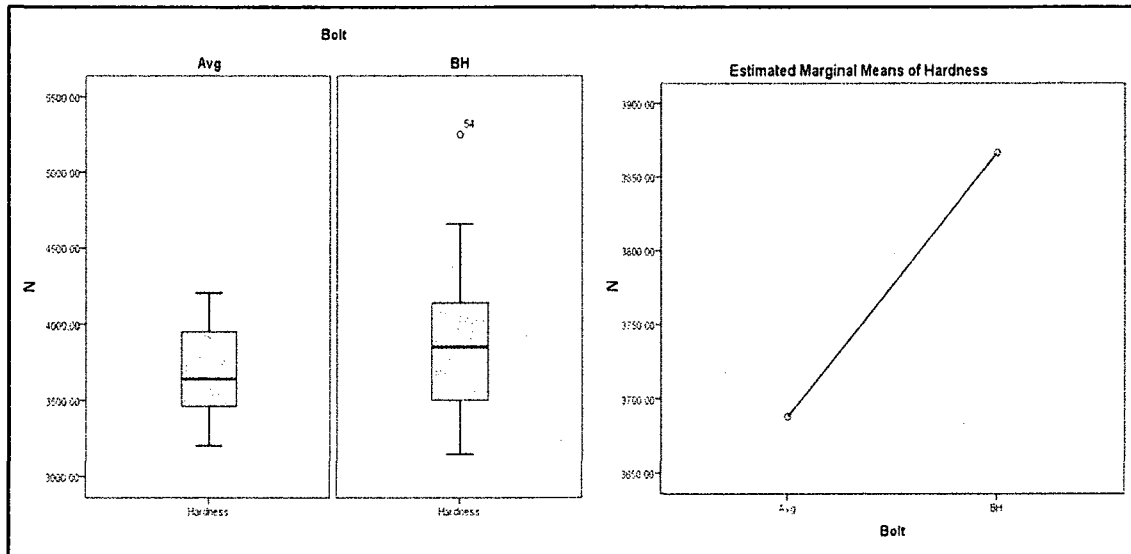 Bolt
Avg
BH
N
5500.00
5000.00
4500.00
4000.00
3500.00
3000.00
54
Hardness
Hardness
Estimated Marginal Means of Hardness
N
3900.00
3850.00
3800.00
3750.00
3700.00
3650.00
Avg
BH
Bolt